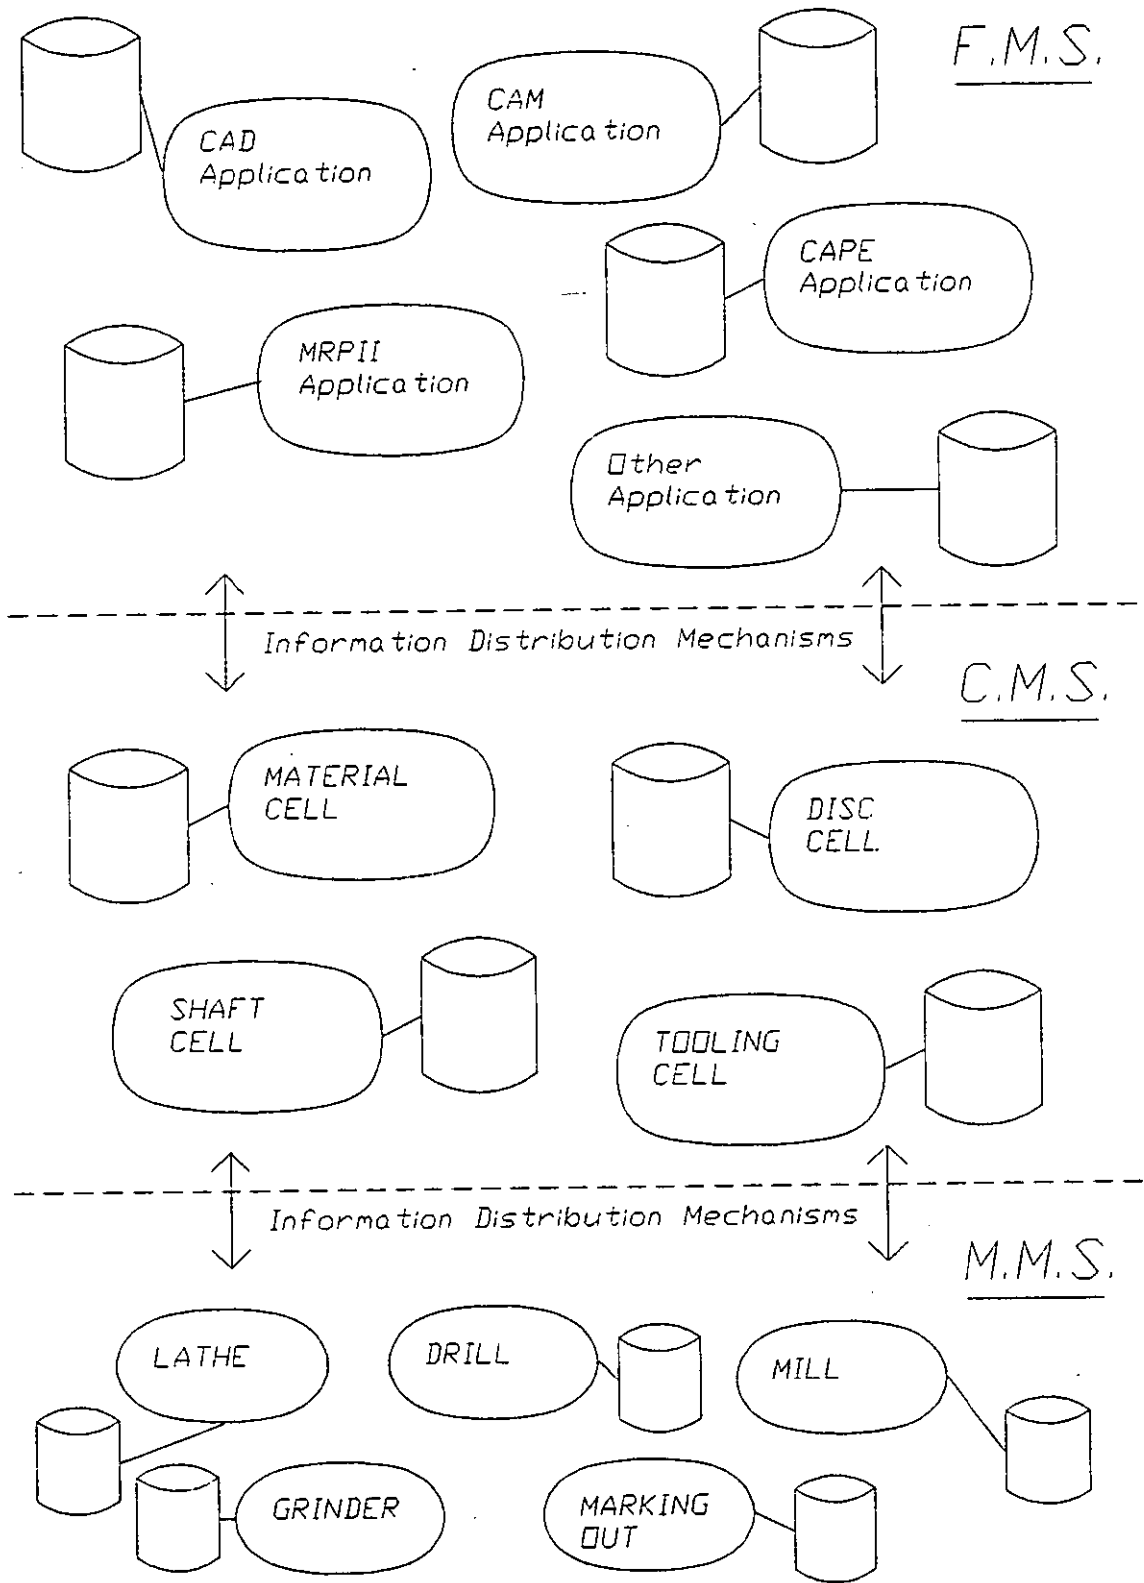 F.M.S.
CAD
Application
CAM
Application
CAPE
Application
MRPII
Application
Other
Application
Information Distribution Mechanisms
C.M.S.
MATERIAL
CELL
DISC
CELL
SHAFT
CELL
TOOLING
CELL
Information Distribution Mechanisms
M.M.S.
LATHE
DRILL
MILL
GRINDER
MARKING
OUT